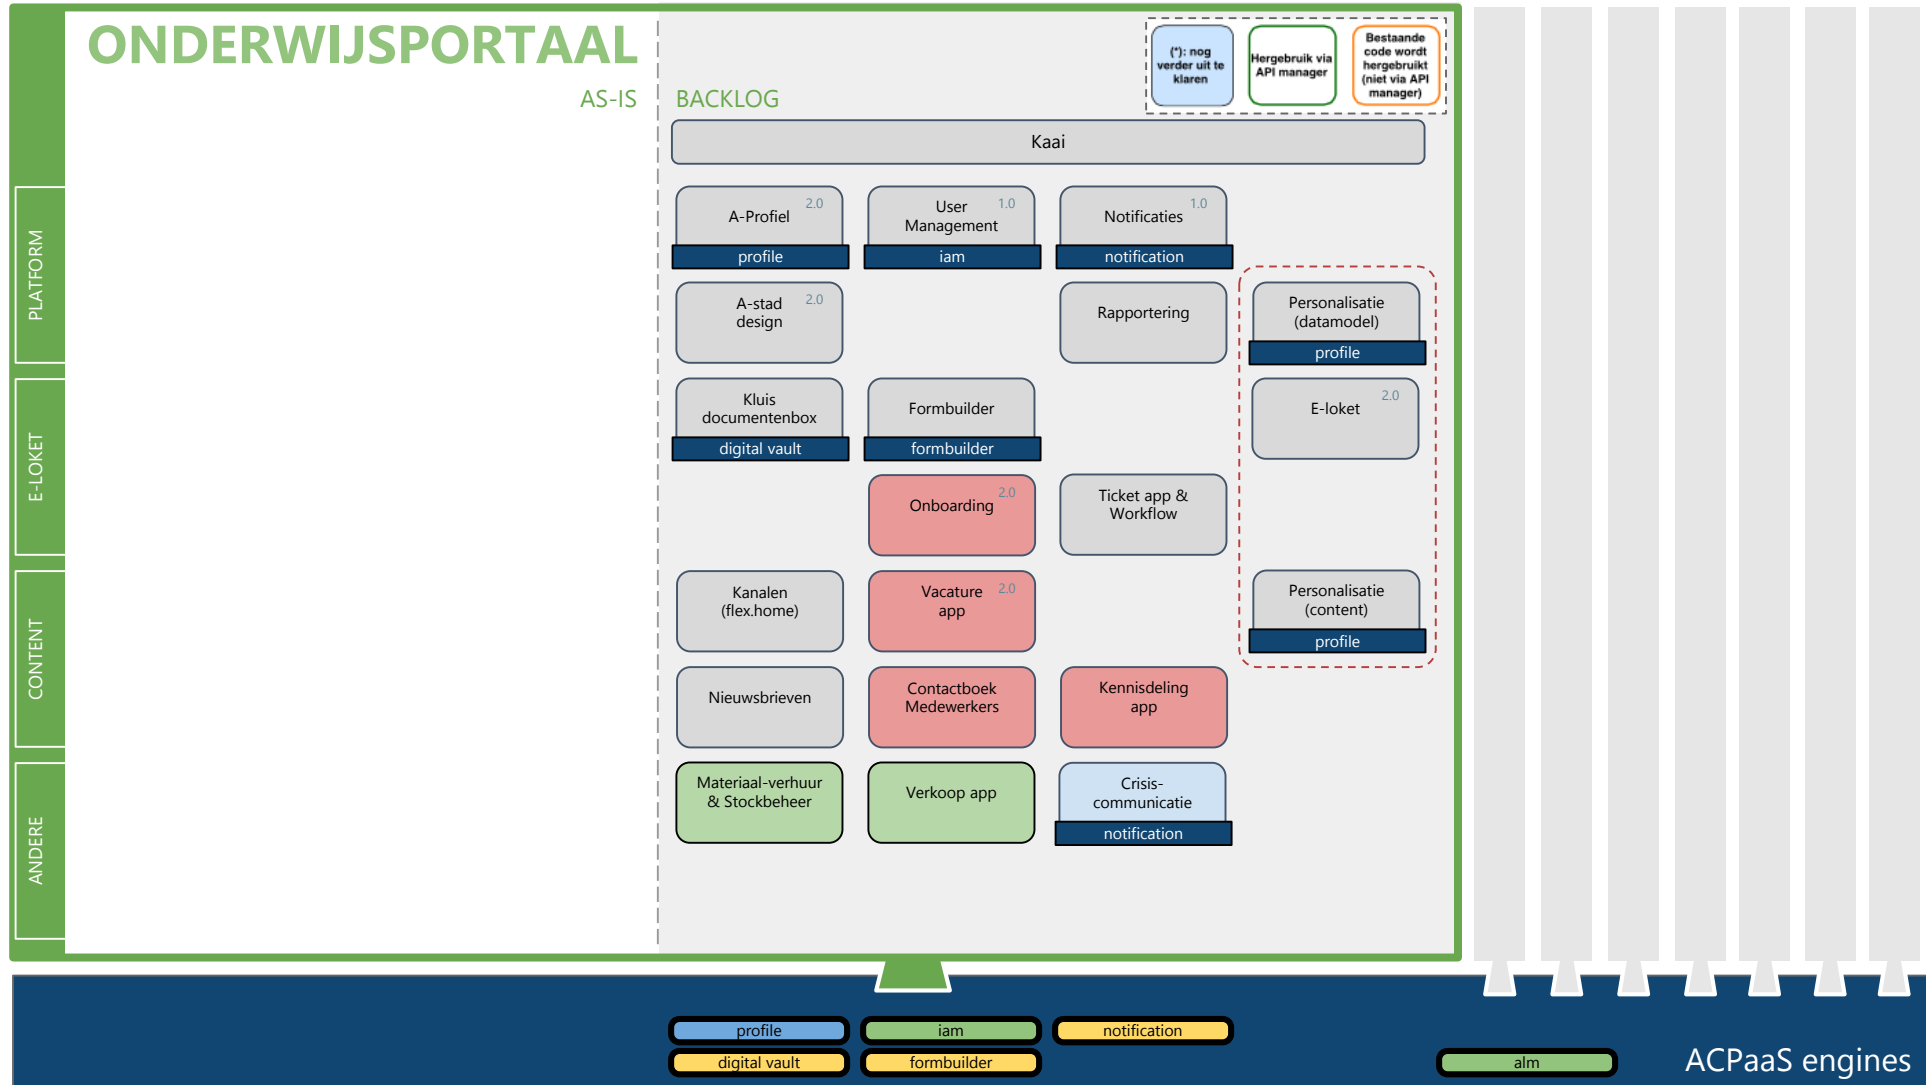 ONDERWIJSPORTAAL
AS-IS
BACKLOG
(*): nog
verder uit te
klaren
Hergebruik via
API manager
Bestaande
code wordt
hergebruikt
(niet via API
manager)
Kaai
PLATFORM
A-Profiel
2.0
profile
User
Management
1.0
iam
Notificaties
1.0
notification
A-stad
design
2.0
Rapportering
Personalisatie
(datamodel)
profile
E-LOKET
Kluis
documentenbox
digital vault
Formbuilder
formbuilder
E-loket
2.0
Onboarding
2.0
Ticket app &
Workflow
CONTENT
Kanalen
(flex.home)
Vacature
app
2.0
Personalisatie
(content)
profile
Nieuwsbrieven
Contactboek
Medewerkers
Kennisdeling
app
ANDERE
Materiaal-verhuur
& Stockbeheer
Verkoop app
Crisis-
communicatie
notification
profile
iam
notification
digital vault
formbuilder
alm
ACPaaS engines